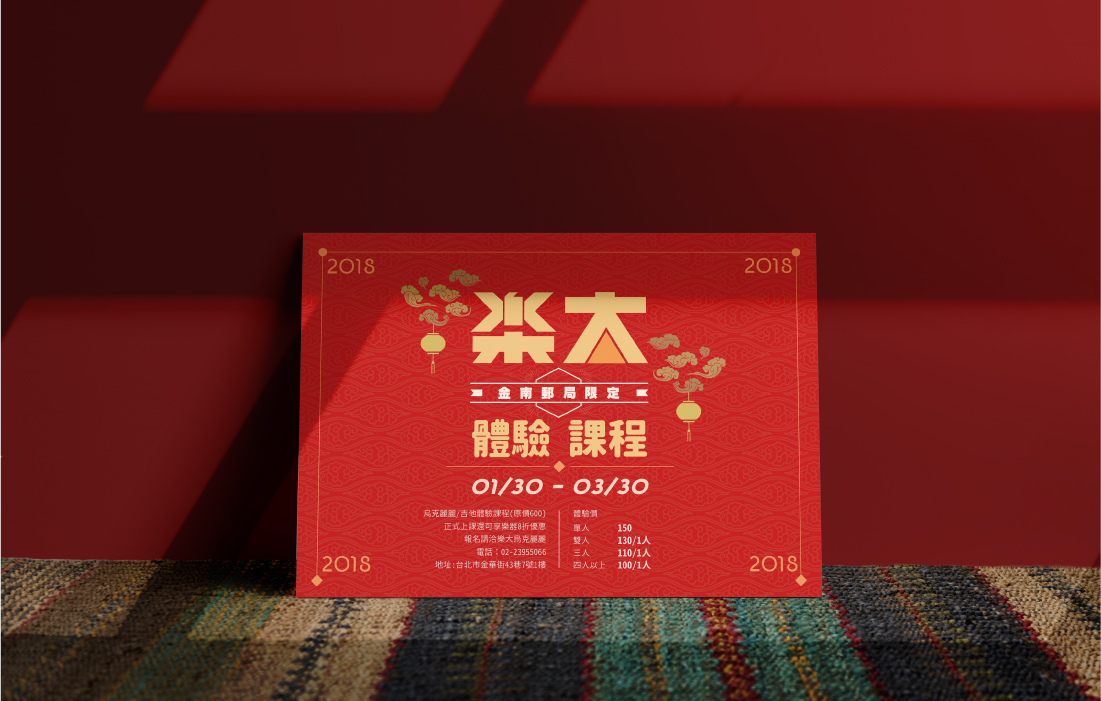 2018
2018
楽大
金南郵局限定
體驗 課程
01/30 - 03/30
烏克麗麗/吉他體驗課程(原價600)
正式上課還可享樂器8折優惠
報名請洽樂大烏克麗麗
電話：02-23955066
地址:台北市金華街43巷7號1樓
體驗價
單人 150
雙人 130/1人
三人 110/1人
四人以上 100/1人
2018
2018